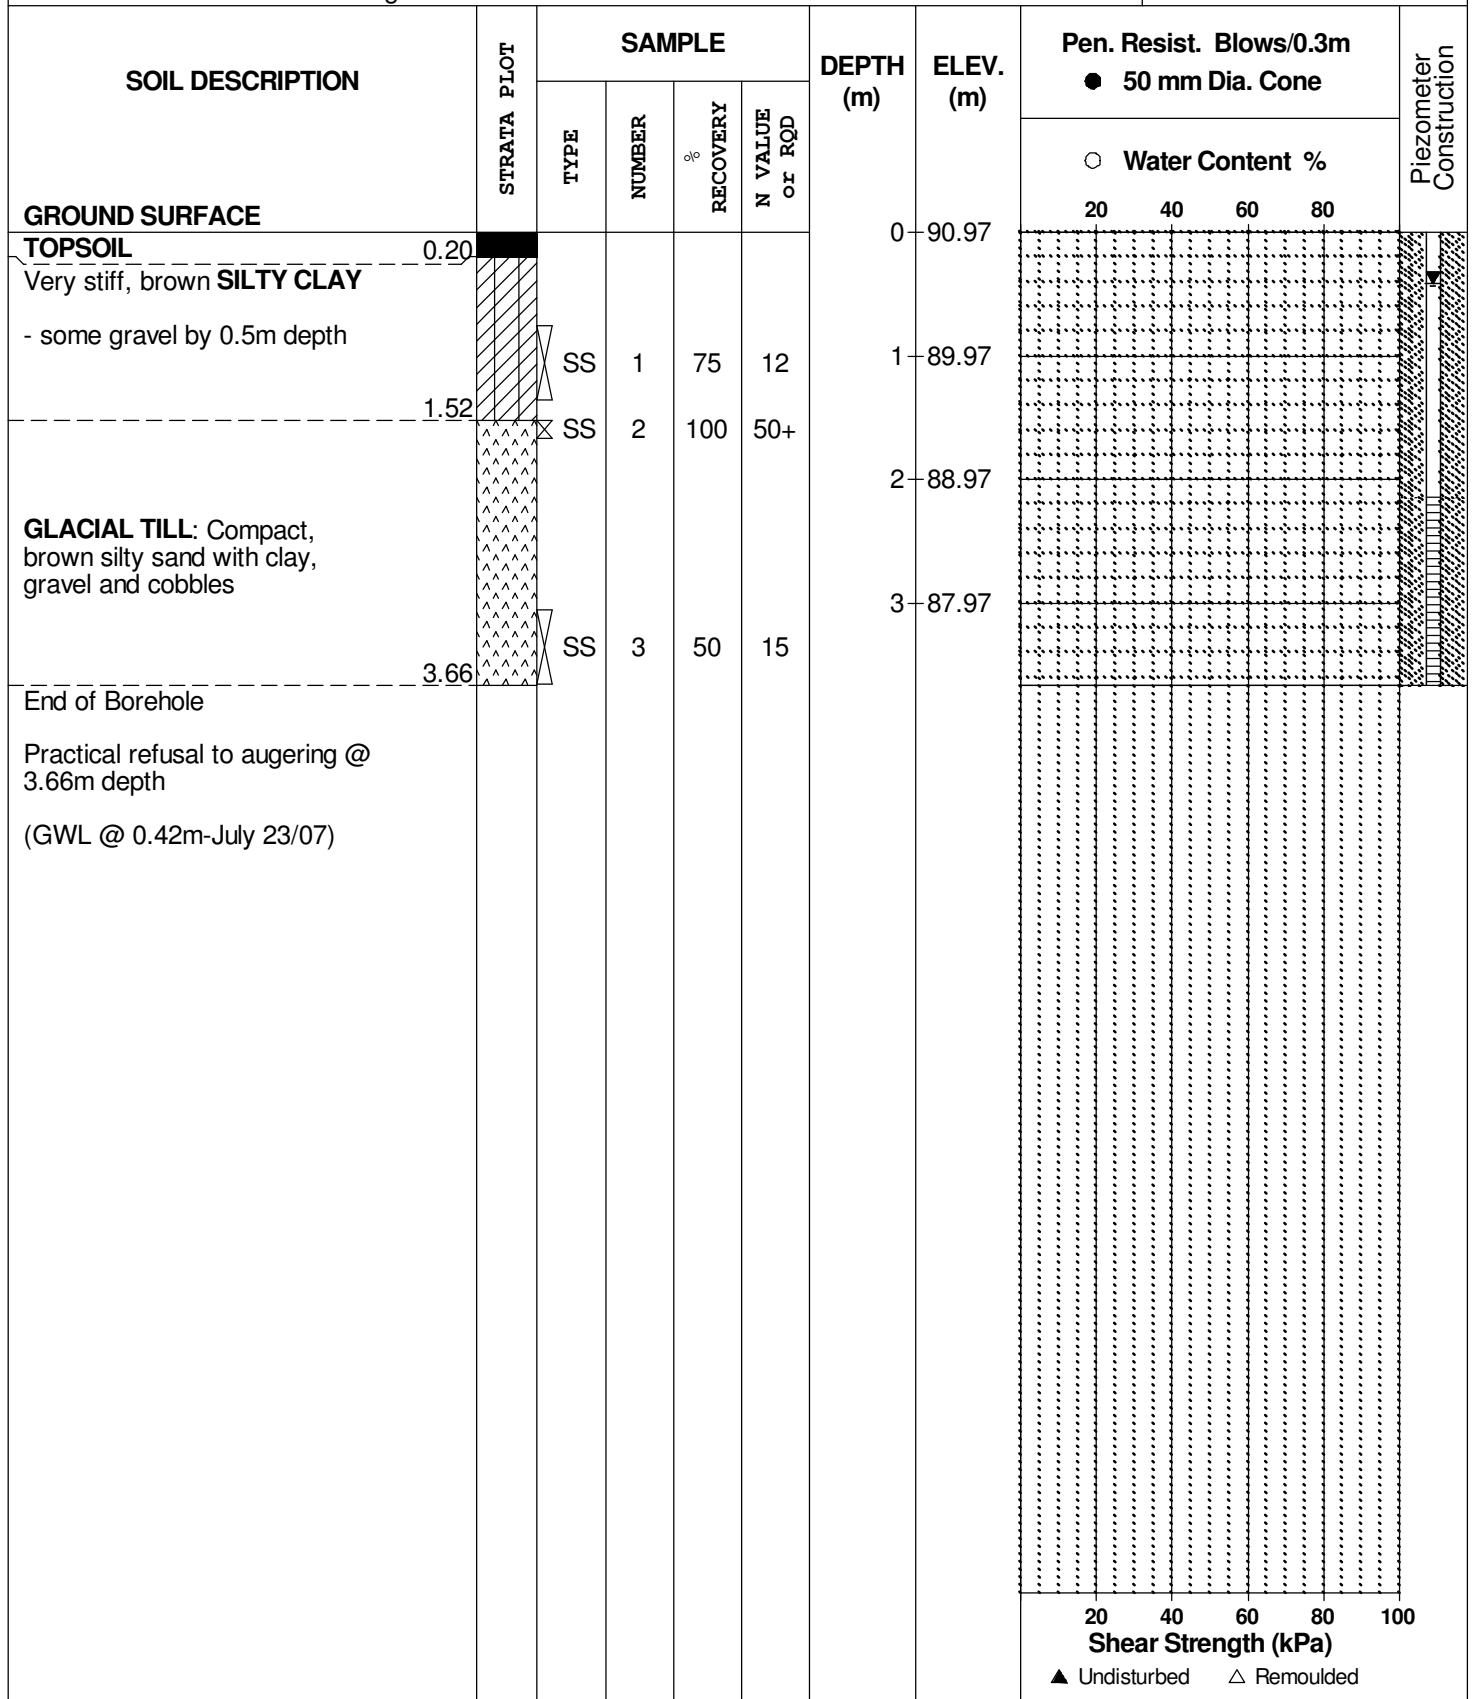 SOIL DESCRIPTION
STRATA PLOT
SAMPLE
TYPE
NUMBER
% RECOVERY
N VALUE or RQD
DEPTH (m)
ELEV. (m)
Pen. Resist. Blows/0.3m
● 50 mm Dia. Cone
○ Water Content %
20 40 60 80
Piezometer Construction
GROUND SURFACE
0 90.97
TOPSOIL 0.20
Very stiff, brown SILTY CLAY
- some gravel by 0.5m depth
SS 1 75 12
1 89.97
1.52
SS 2 100 50+
2 88.97
GLACIAL TILL: Compact,
brown silty sand with clay,
gravel and cobbles
3 87.97
SS 3 50 15
3.66
End of Borehole
Practical refusal to augering @
3.66m depth
(GWL @ 0.42m-July 23/07)
20 40 60 80 100
Shear Strength (kPa)
▲ Undisturbed △ Remoulded